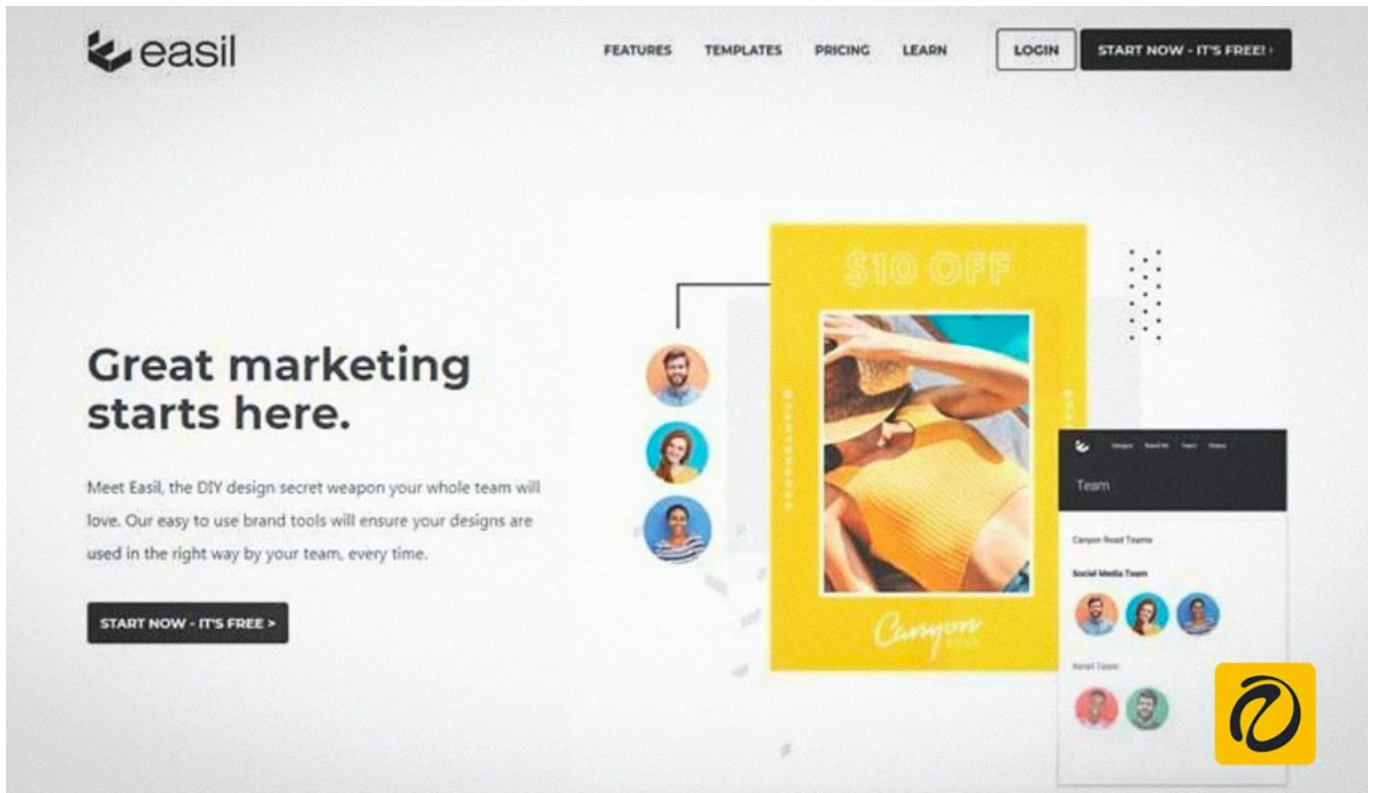 easil
FEATURES TEMPLATES PRICING LEARN LOGIN START NOW - IT'S FREE! ›
$10 OFF
Great marketing
starts here.
Meet Easil, the DIY design secret weapon your whole team will
love. Our easy to use brand tools will ensure your designs are
used in the right way by your team, every time.
START NOW - IT'S FREE >
Canyon
Team
Canyon Road Teams
Social Media Team
Retail Team